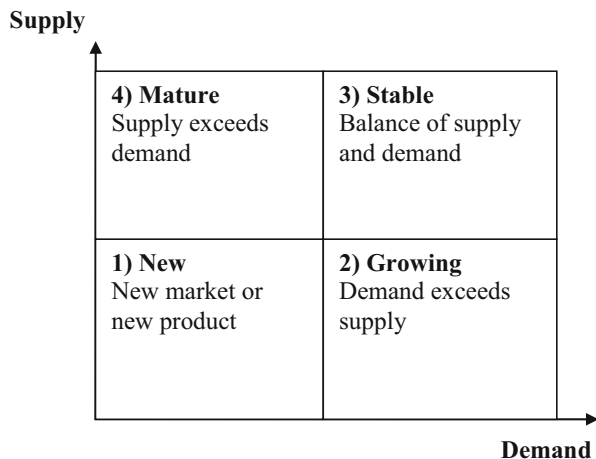 Supply
4) Mature
Supply exceeds
demand
3) Stable
Balance of supply
and demand
1) New
New market or
new product
2) Growing
Demand exceeds
supply
Demand